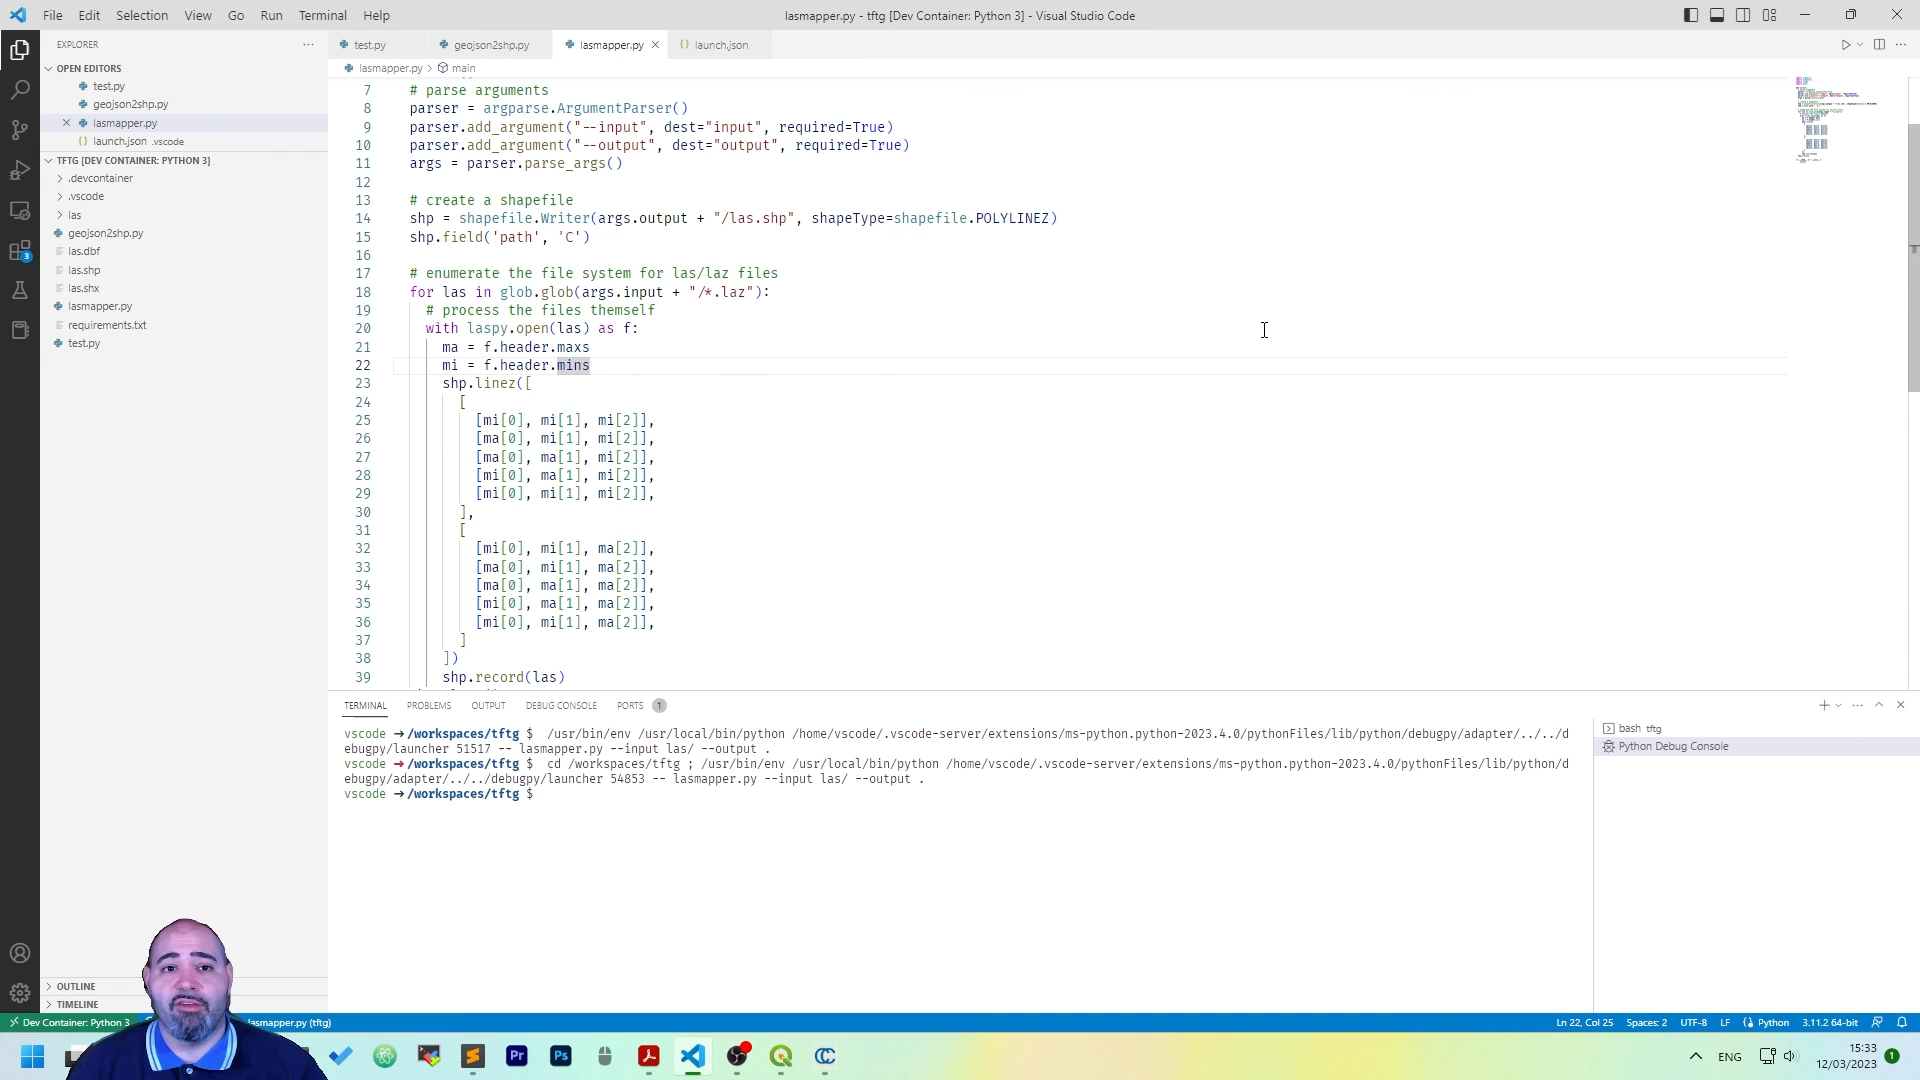 File Edit Selection View Go Run Terminal Help
lasmapper.py - tftg [Dev Container: Python 3] - Visual Studio Code
EXPLORER
OPEN EDITORS
test.py
geojson2shp.py
lasmapper.py
launch.json .vscode
TFTG [DEV CONTAINER: PYTHON 3]
.devcontainer
.vscode
las
geojson2shp.py
las.dbf
las.shp
las.shx
lasmapper.py
requirements.txt
test.py
OUTLINE
TIMELINE
3
test.py geojson2shp.py lasmapper.py launch.json
lasmapper.py > main
7 # parse arguments
8 parser = argparse.ArgumentParser()
9 parser.add_argument("--input", dest="input", required=True)
10 parser.add_argument("--output", dest="output", required=True)
11 args = parser.parse_args()
12
13 # create a shapefile
14 shp = shapefile.Writer(args.output + "/las.shp", shapeType=shapefile.POLYLINEZ)
15 shp.field('path', 'C')
16
17 # enumerate the file system for las/laz files
18 for las in glob.glob(args.input + "/*.laz"):
19 # process the files themself
20 with laspy.open(las) as f:
21 ma = f.header.maxs
22 mi = f.header.mins
23 shp.linez([
24 [
25 [mi[0], mi[1], mi[2]],
26 [ma[0], mi[1], mi[2]],
27 [ma[0], ma[1], mi[2]],
28 [mi[0], ma[1], mi[2]],
29 [mi[0], mi[1], mi[2]],
30 ],
31 [
32 [mi[0], mi[1], ma[2]],
33 [ma[0], mi[1], ma[2]],
34 [ma[0], ma[1], ma[2]],
35 [mi[0], ma[1], ma[2]],
36 [mi[0], mi[1], ma[2]],
37 ]
38 ])
39 shp.record(las)
TERMINAL PROBLEMS OUTPUT DEBUG CONSOLE PORTS 1
vscode ➜ /workspaces/tftg $ /usr/bin/env /usr/local/bin/python /home/vscode/.vscode-server/extensions/ms-python.python-2023.4.0/pythonFiles/lib/python/debugpy/adapter/../../d
ebugpy/launcher 51517 -- lasmapper.py --input las/ --output .
vscode ➜ /workspaces/tftg $ cd /workspaces/tftg ; /usr/bin/env /usr/local/bin/python /home/vscode/.vscode-server/extensions/ms-python.python-2023.4.0/pythonFiles/lib/python/d
ebugpy/adapter/../../debugpy/launcher 54853 -- lasmapper.py --input las/ --output .
vscode ➜ /workspaces/tftg $
bash tftg
Python Debug Console
Dev Container: Python 3
lasmapper.py (tftg)
Ln 22, Col 25 Spaces: 2 UTF-8 LF Python 3.11.2 64-bit
Pr Ps
ENG
15:33
12/03/2023
1